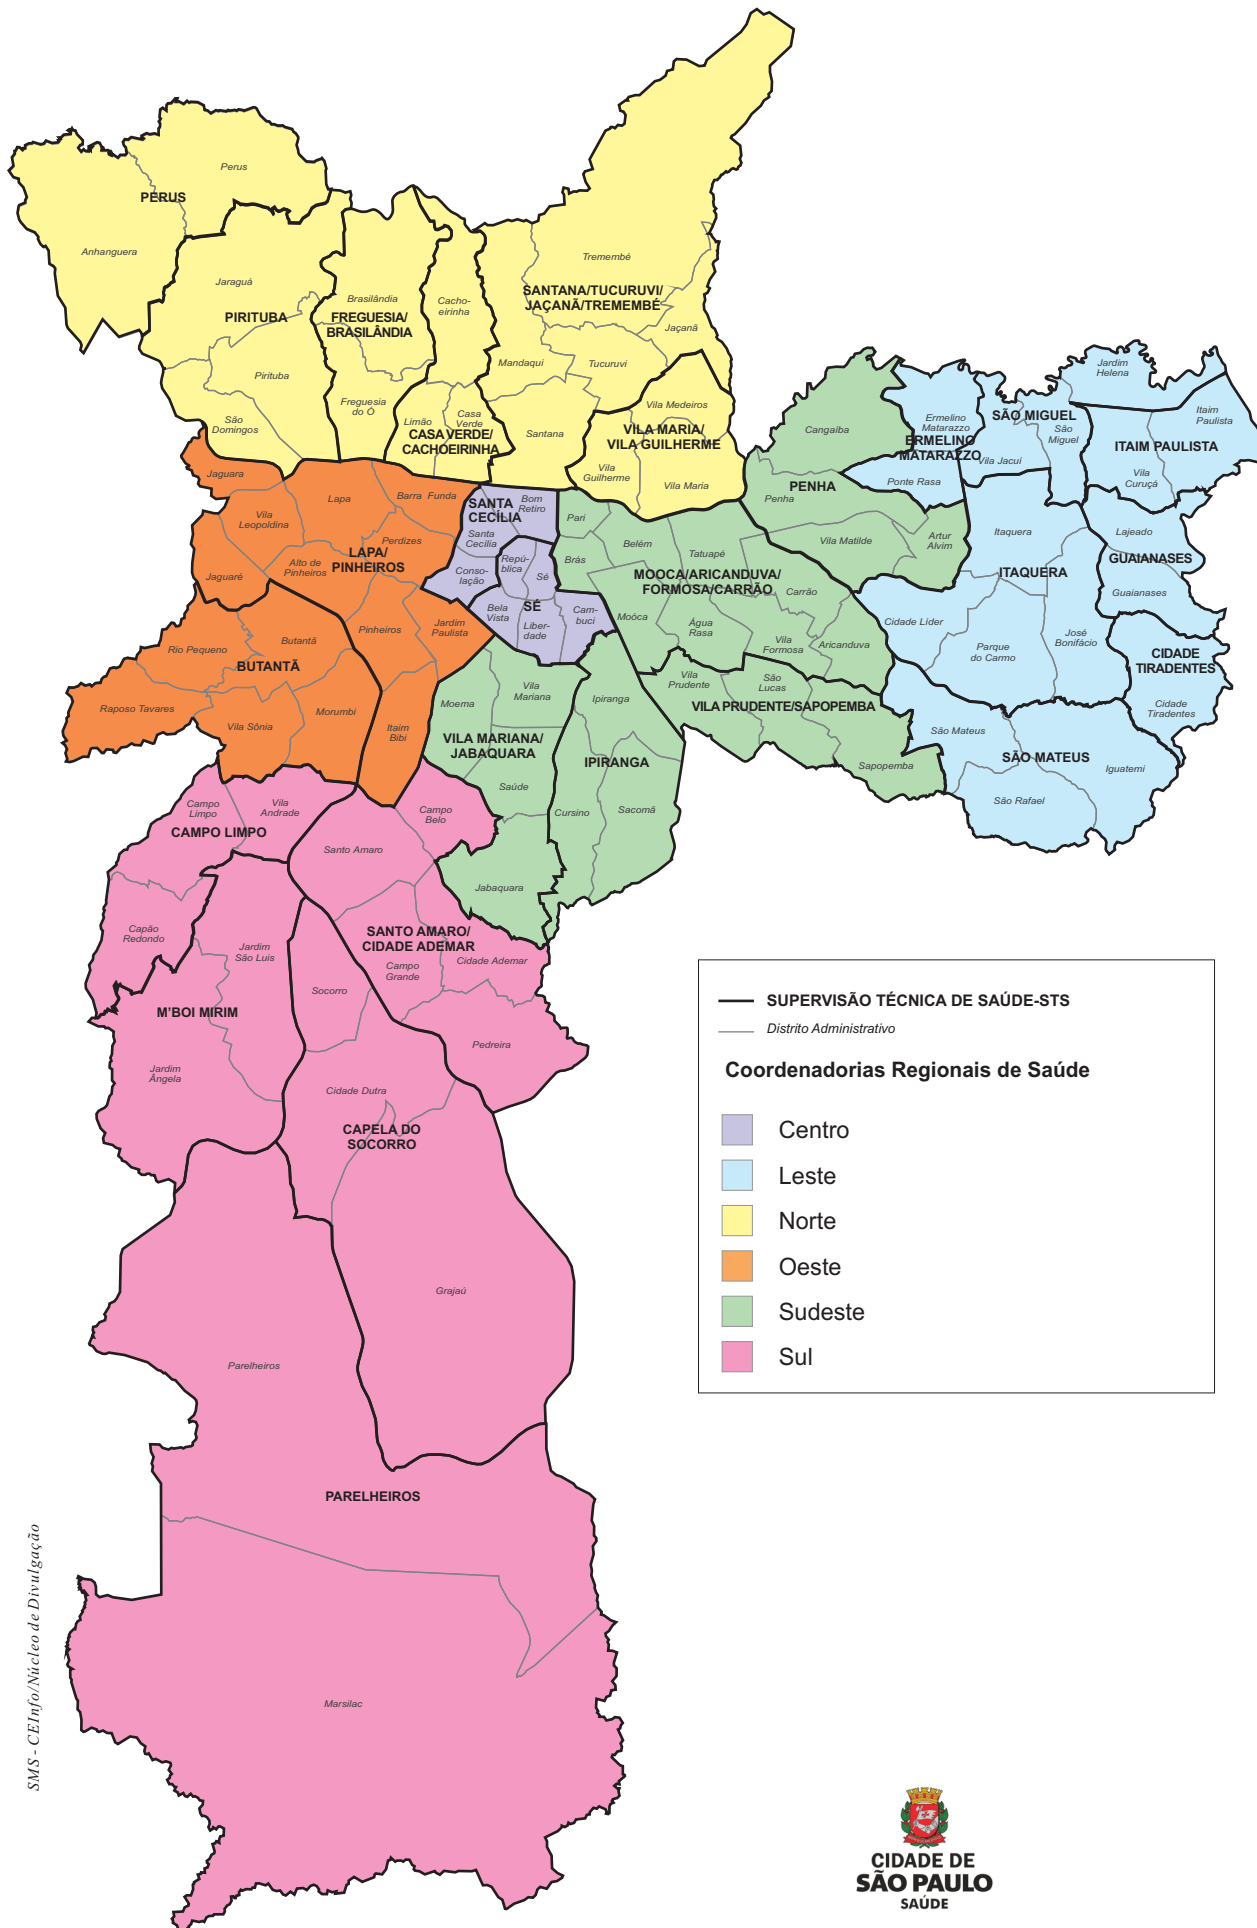 Perus
PERUS
Anhanguera
Jaraguá
PIRITUBA
Pirituba
São
Domingos
Brasilândia
FREGUESIA/
BRASILÂNDIA
Freguesia
do Ó
Cacho-
eirinha
Limão
Casa
Verde
CASA VERDE/
CACHOEIRINHA
Tremembé
SANTANA/TUCURUVI/
JAÇANÃ/TREMEMBÉ
Jaçanã
Mandaqui
Tucuruvi
Santana
Vila Medeiros
VILA MARIA/
VILA GUILHERME
Vila
Guilherme
Vila Maria
Cangaiba
PENHA
Penha
Vila Matilde
Artur
Alvim
Ermelino
Matarazzo
ERMELINO
MATARAZZO
Ponte Rasa
Jardim
Helena
SÃO MIGUEL
São
Miguel
Vila Jacuí
Itaim
Paulista
ITAIM PAULISTA
Vila
Curuçá
Lajeado
GUAIANASES
Guaianases
Itaquera
ITAQUERA
Cidade Líder
Parque
do Carmo
José
Bonifácio
CIDADE
TIRADENTES
Cidade
Tiradentes
São Mateus
SÃO MATEUS
Iguatemi
São Rafael
Jaguara
Vila
Leopoldina
Lapa
Barra Funda
Perdizes
LAPA/
PINHEIROS
Alto de
Pinheiros
Jaguaré
Pinheiros
Jardim
Paulista
Itaim
Bibi
Butantã
Rio Pequeno
BUTANTÃ
Raposo Tavares
Vila Sônia
Morumbi
SANTA
CECÍLIA
Bom
Retiro
Santa
Cecília
Conso-
lação
Repú-
blica
Sé
SÉ
Bela
Vista
Liber-
dade
Cam-
buci
Pari
Brás
Belém
Tatuapé
MOOCA/ARICANDUVA/
FORMOSA/CARRÃO
Carrão
Moóca
Água
Rasa
Vila
Formosa
Aricanduva
Vila
Prudente
São
Lucas
VILA PRUDENTE/SAPOPEMBA
Sapopemba
Moema
Vila
Mariana
VILA MARIANA/
JABAQUARA
Saúde
Jabaquara
Ipiranga
IPIRANGA
Cursino
Sacomã
Campo
Limpo
Vila
Andrade
CAMPO LIMPO
Capão
Redondo
Campo
Belo
Santo Amaro
SANTO AMARO/
CIDADE ADEMAR
Campo
Grande
Cidade Ademar
Pedreira
Jardim
São Luis
M'BOI MIRIM
Jardim
Ângela
Socorro
Cidade Dutra
CAPELA DO
SOCORRO
Grajaú
Parelheiros
PARELHEIROS
Marsilac
SUPERVISÃO TÉCNICA DE SAÚDE-STS
Distrito Administrativo
Coordenadorias Regionais de Saúde
Centro
Leste
Norte
Oeste
Sudeste
Sul
SMS - CEInfo/Núcleo de Divulgação
CIDADE DE
SÃO PAULO
SAÚDE